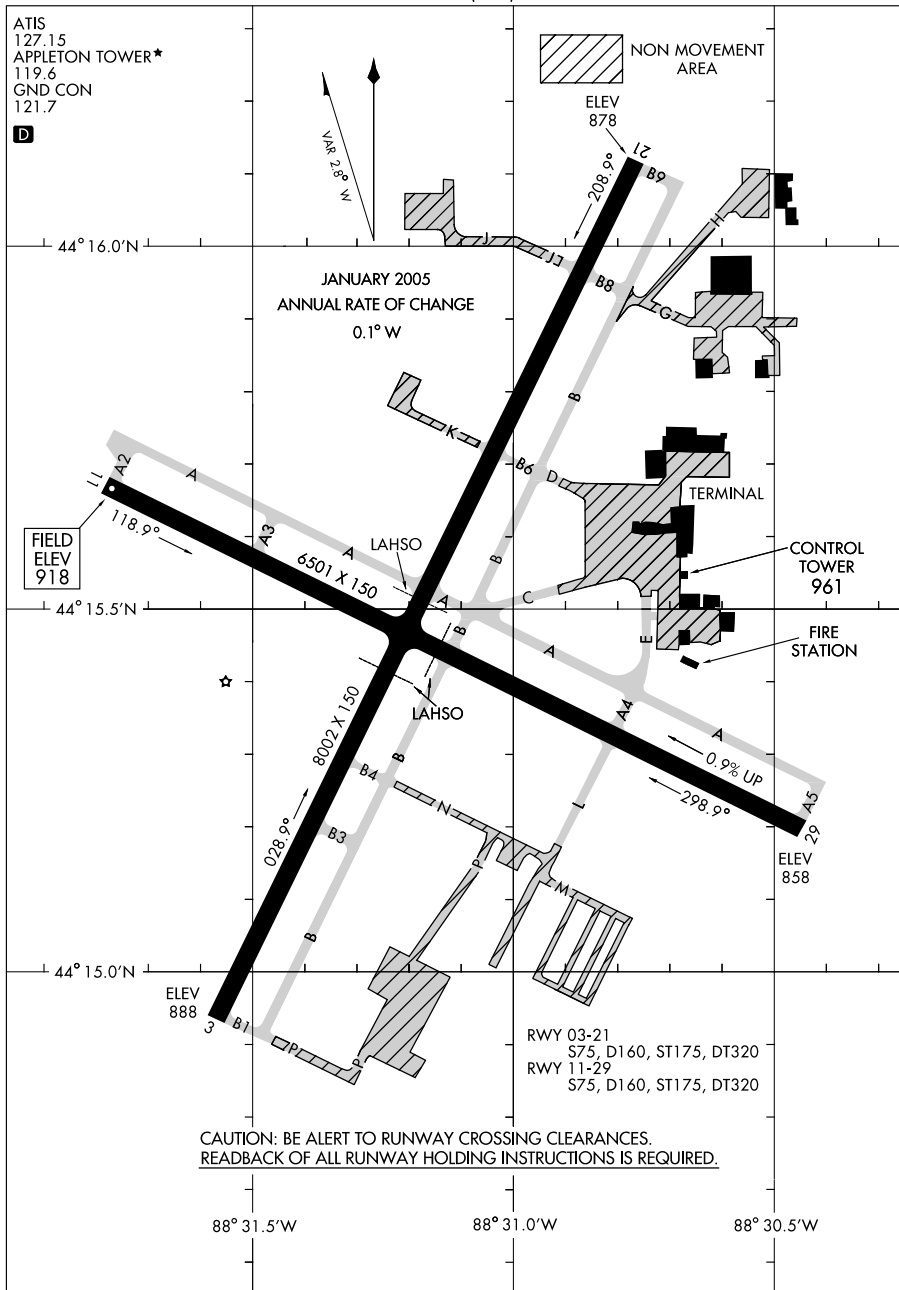 ATIS
127.15
APPLETON TOWER★
119.6
GND CON
121.7
D
VAR 2.8° W
NON MOVEMENT
AREA
ELEV
878
21
B9
208.9°
H
44° 16.0'N
J
J
B8
G
JANUARY 2005
ANNUAL RATE OF CHANGE
0.1° W
B
K
B6
D
TERMINAL
A2
A
11
118.9°
FIELD
ELEV
918
A3
A
6501 X 150
LAHSO
B
CONTROL
TOWER
961
44° 15.5'N
A
C
B
E
A
FIRE
STATION
LAHSO
8002 X 150
A4
A
0.9% UP
298.9°
A5
29
ELEV
858
B
B4
N
L
028.9°
B3
P
M
B
44° 15.0'N
ELEV
888
3
B1
P
P
RWY 03-21
S75, D160, ST175, DT320
RWY 11-29
S75, D160, ST175, DT320
CAUTION: BE ALERT TO RUNWAY CROSSING CLEARANCES.
READBACK OF ALL RUNWAY HOLDING INSTRUCTIONS IS REQUIRED.
88° 31.5'W
88° 31.0'W
88° 30.5'W